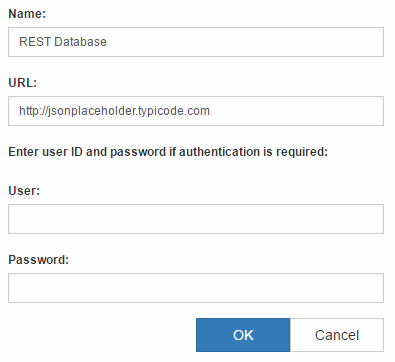 Name:
REST Database
URL:
http://jsonplaceholder.typicode.com
Enter user ID and password if authentication is required:
User:
Password:
OK Cancel